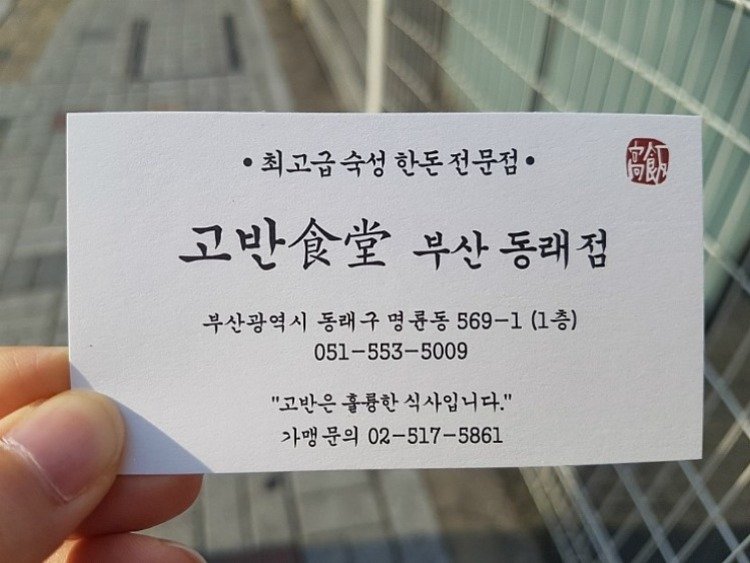 •최고급 숙성 한돈 전문점•
高飯
고반食堂 부산 동래점
부산광역시 동래구 명륜동 569-1 (1층)
051-553-5009
"고반은 훌륭한 식사입니다."
가맹 문의 02-517-5861